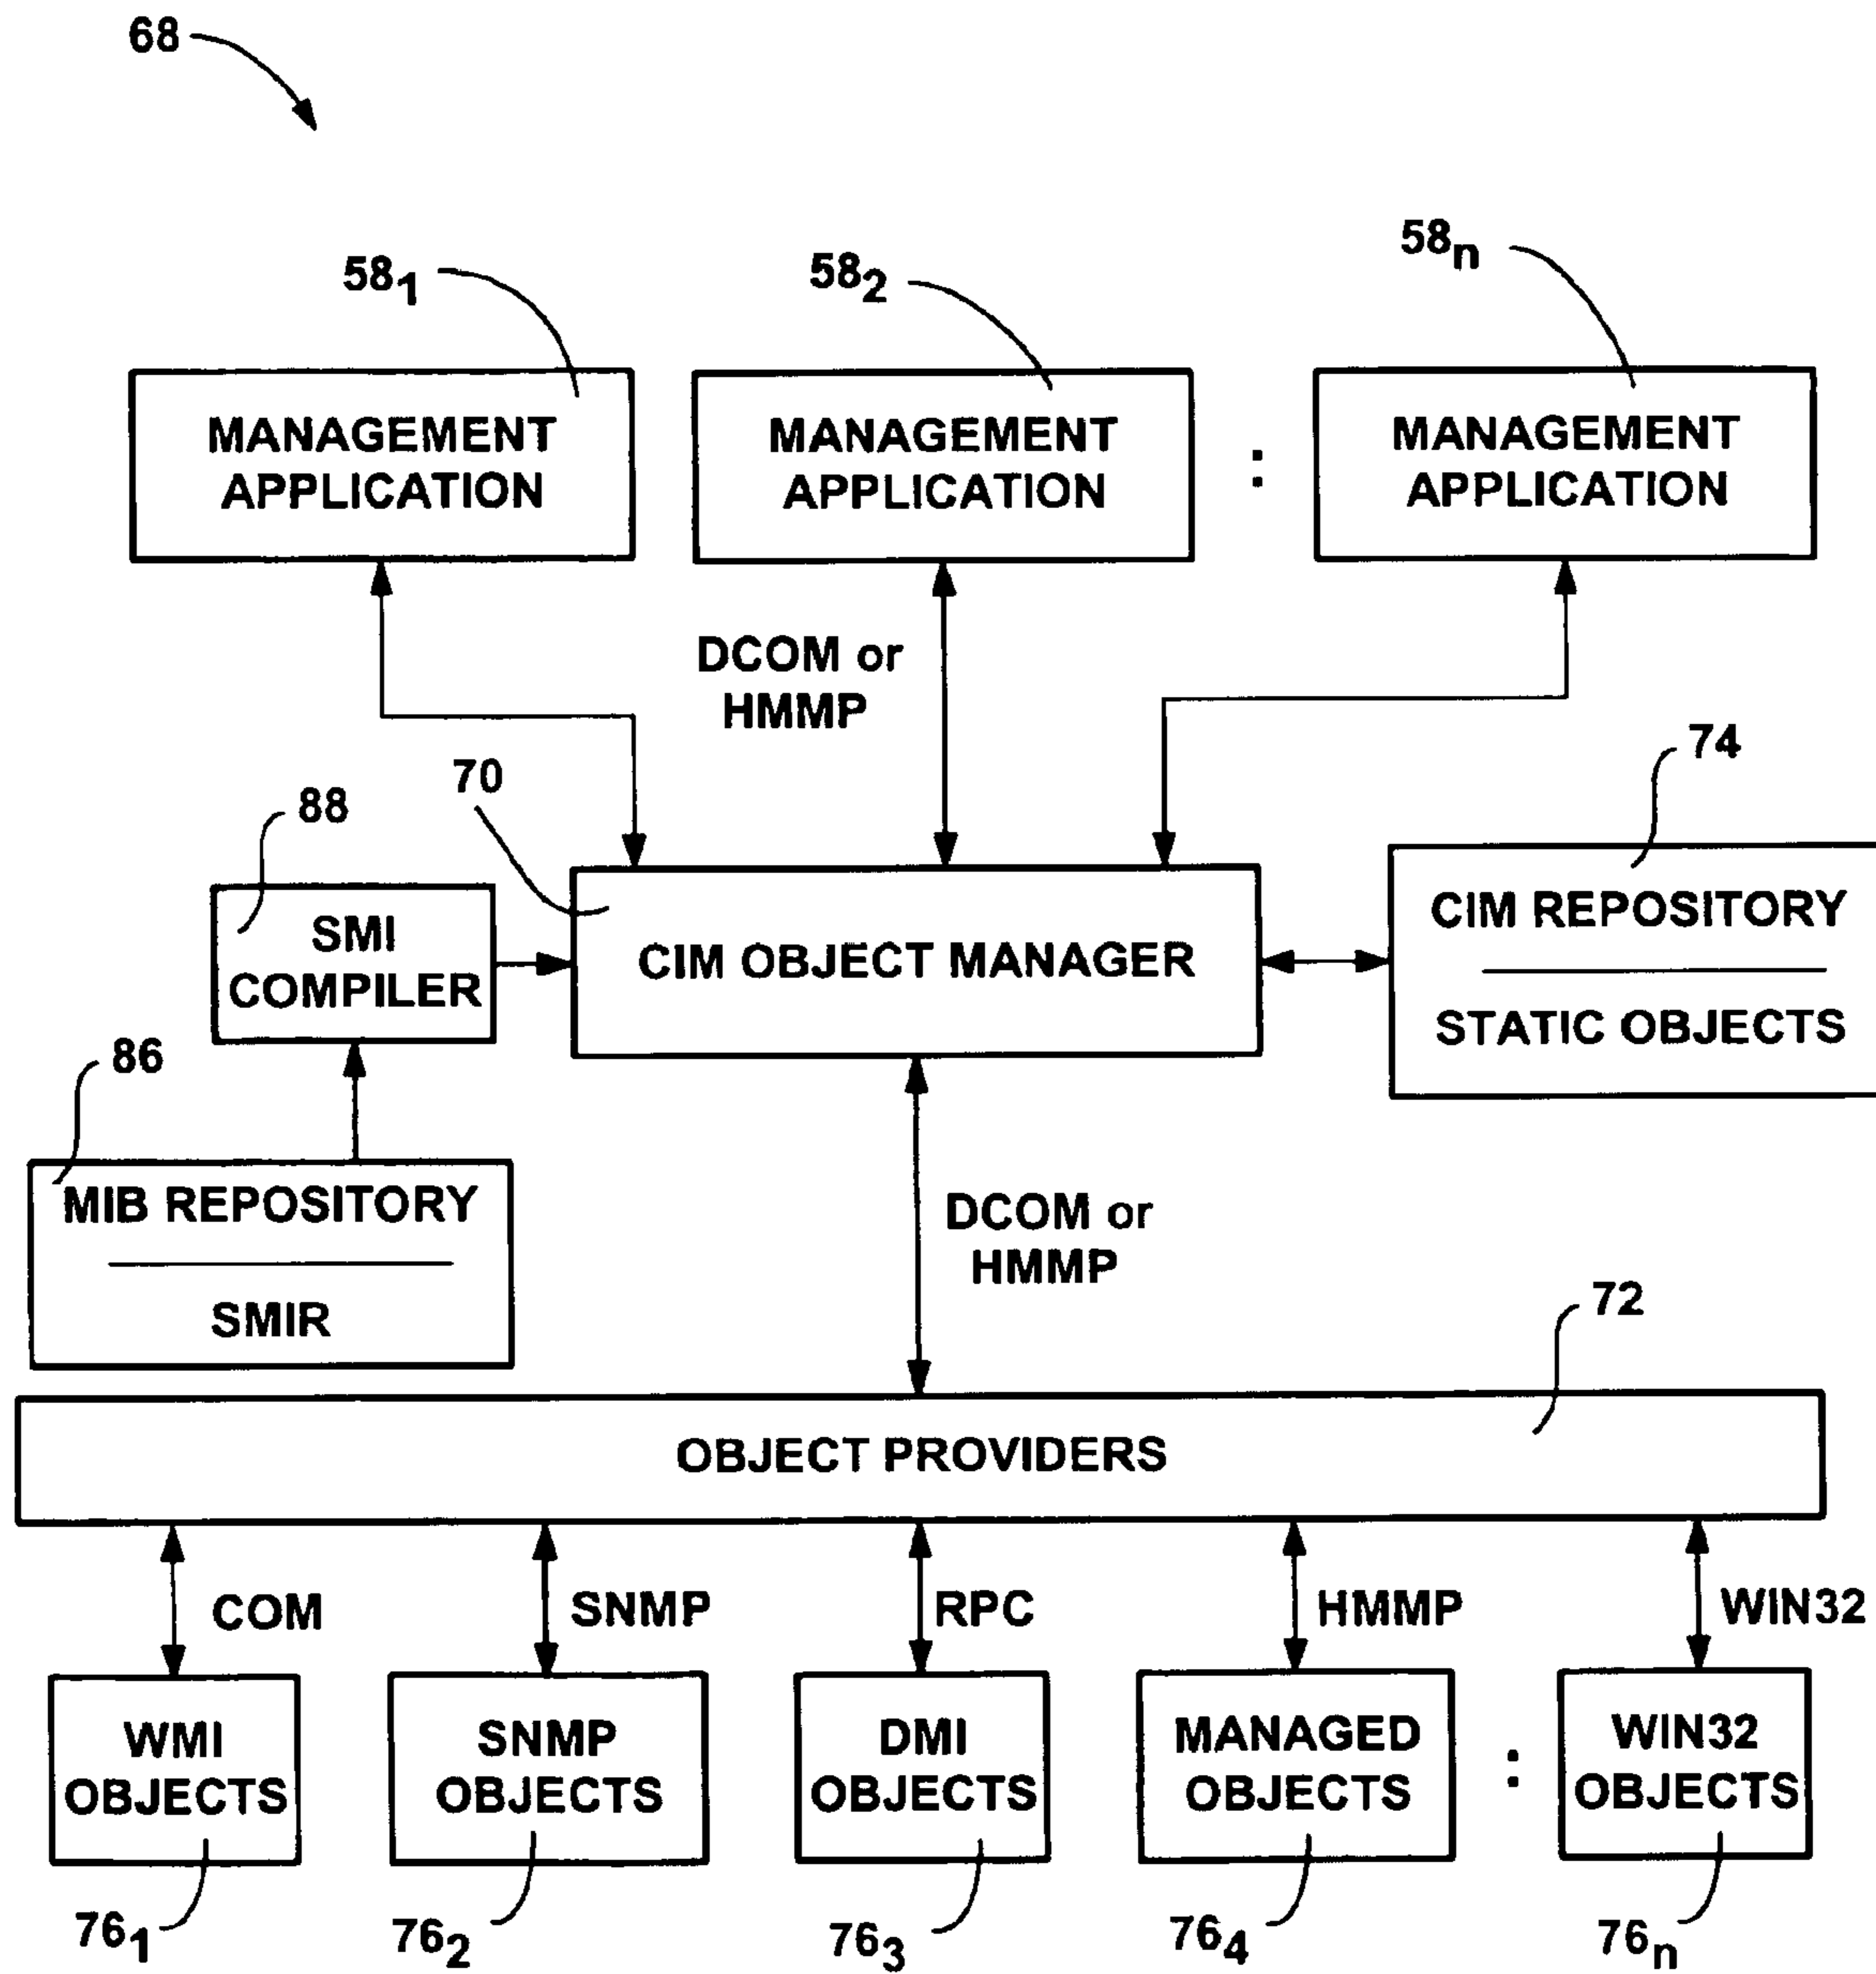 68
58₁
58₂
58ₙ
MANAGEMENT
APPLICATION
MANAGEMENT
APPLICATION
:
MANAGEMENT
APPLICATION
DCOM or
HMMP
70
74
88
SMI
COMPILER
CIM OBJECT MANAGER
CIM REPOSITORY
STATIC OBJECTS
86
MIB REPOSITORY
SMIR
DCOM or
HMMP
72
OBJECT PROVIDERS
COM
SNMP
RPC
HMMP
WIN32
WMI
OBJECTS
SNMP
OBJECTS
DMI
OBJECTS
MANAGED
OBJECTS
:
WIN32
OBJECTS
76₁
76₂
76₃
76₄
76ₙ